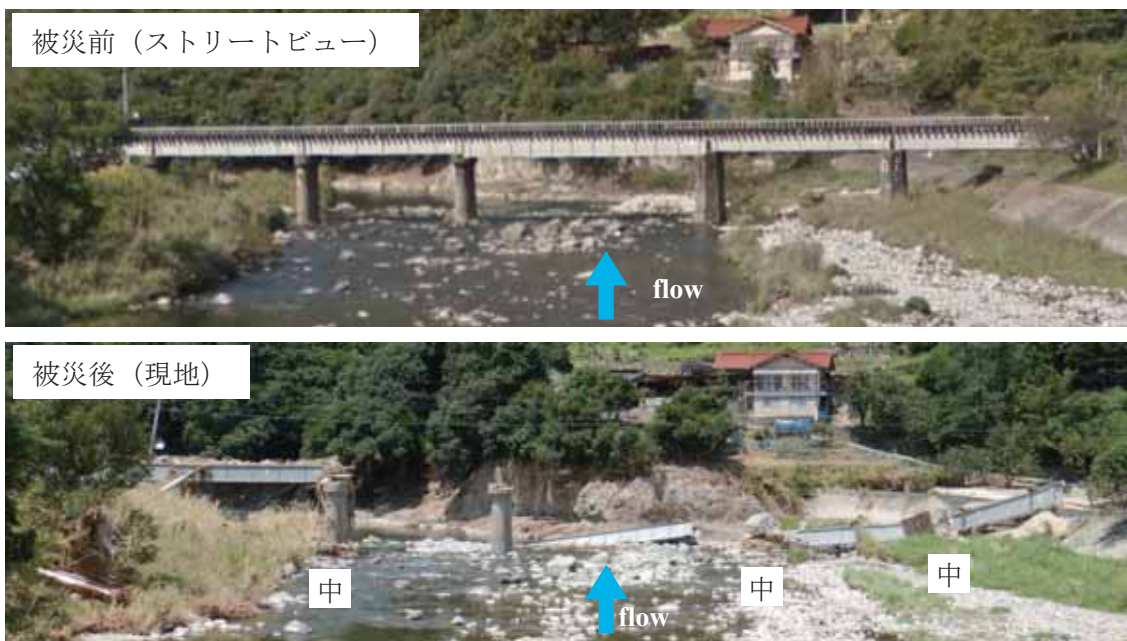 被災前（ストリートビュー）
flow
被災後（現地）
中
中
中
flow